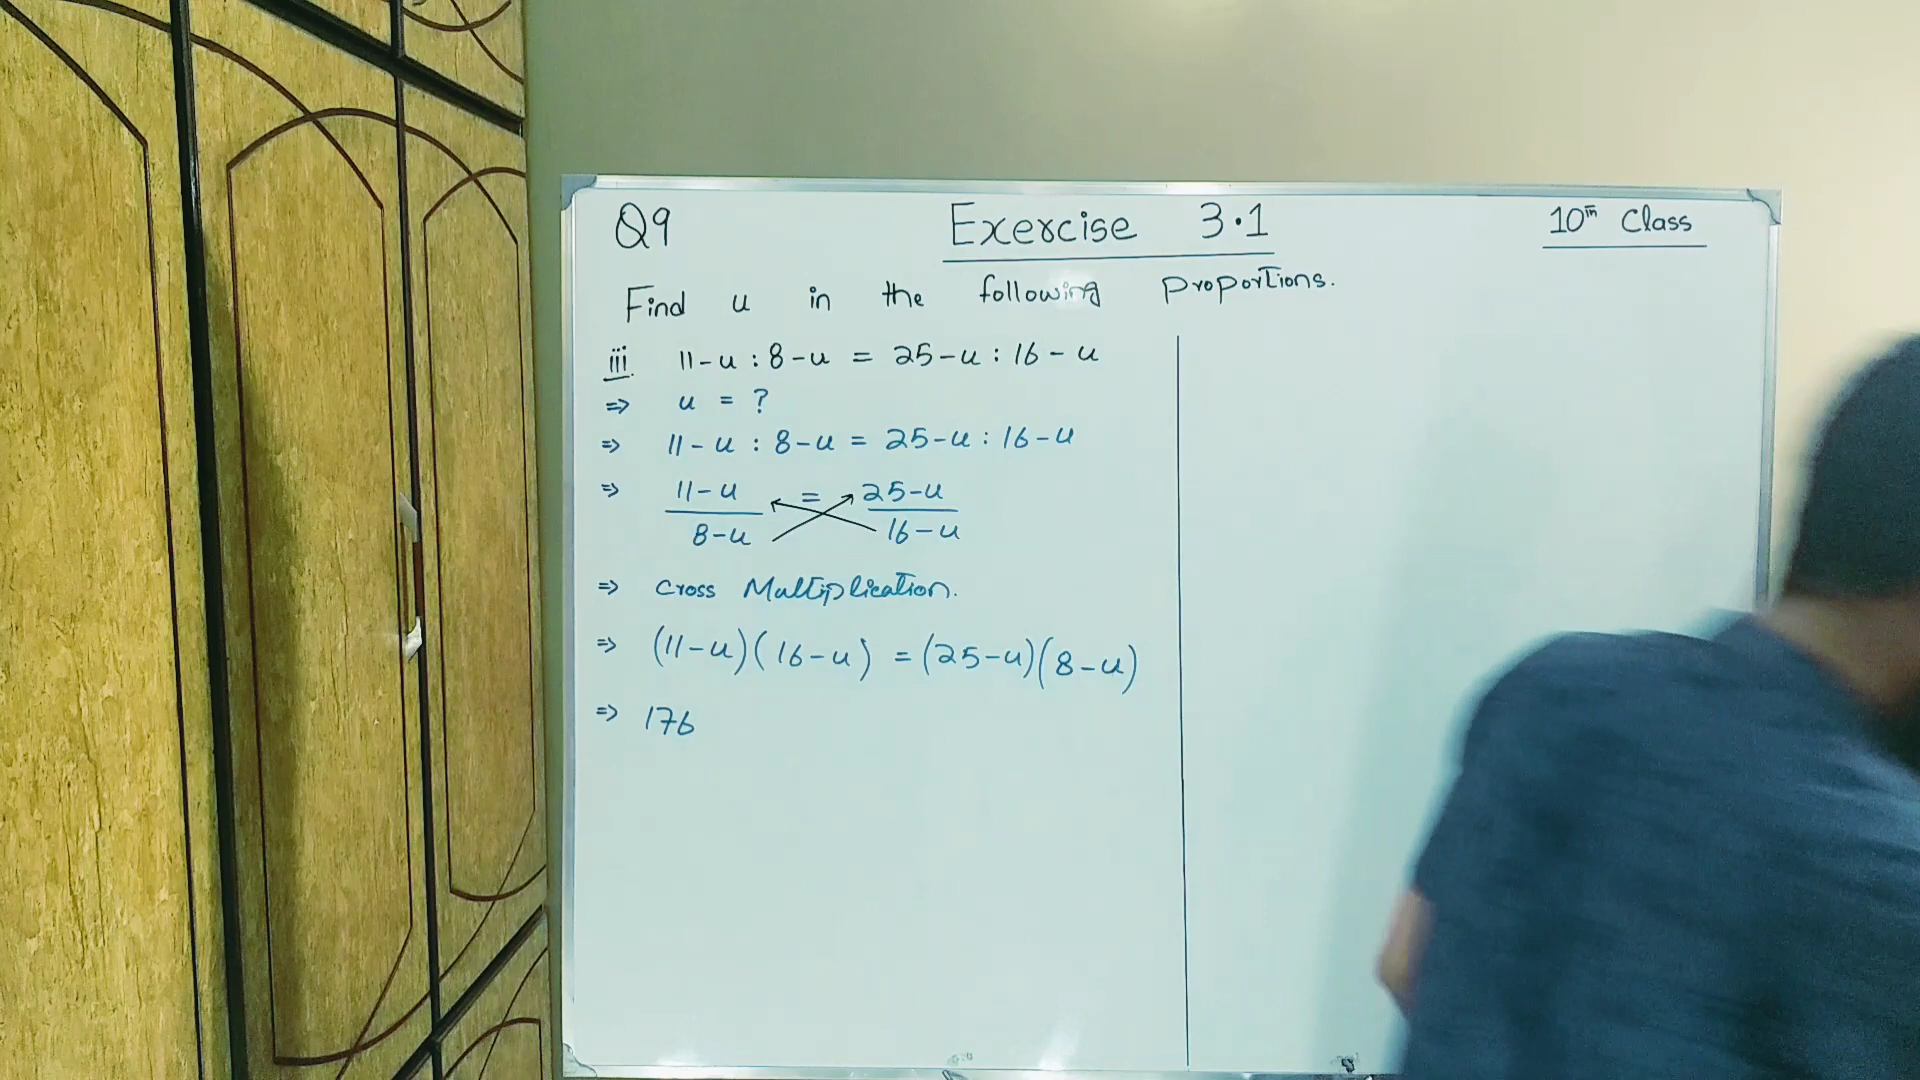 Q9 Exercise 3.1 10th Class
Find u in the following proportions.
iii 11-u : 8-u = 25-u : 16-u
⇒ u = ?
⇒ 11-u : 8-u = 25-u : 16-u
⇒ 11-u = 25-u
8-u 16-u
⇒ Cross Multiplication.
⇒ (11-u)(16-u) = (25-u)(8-u)
⇒ 176